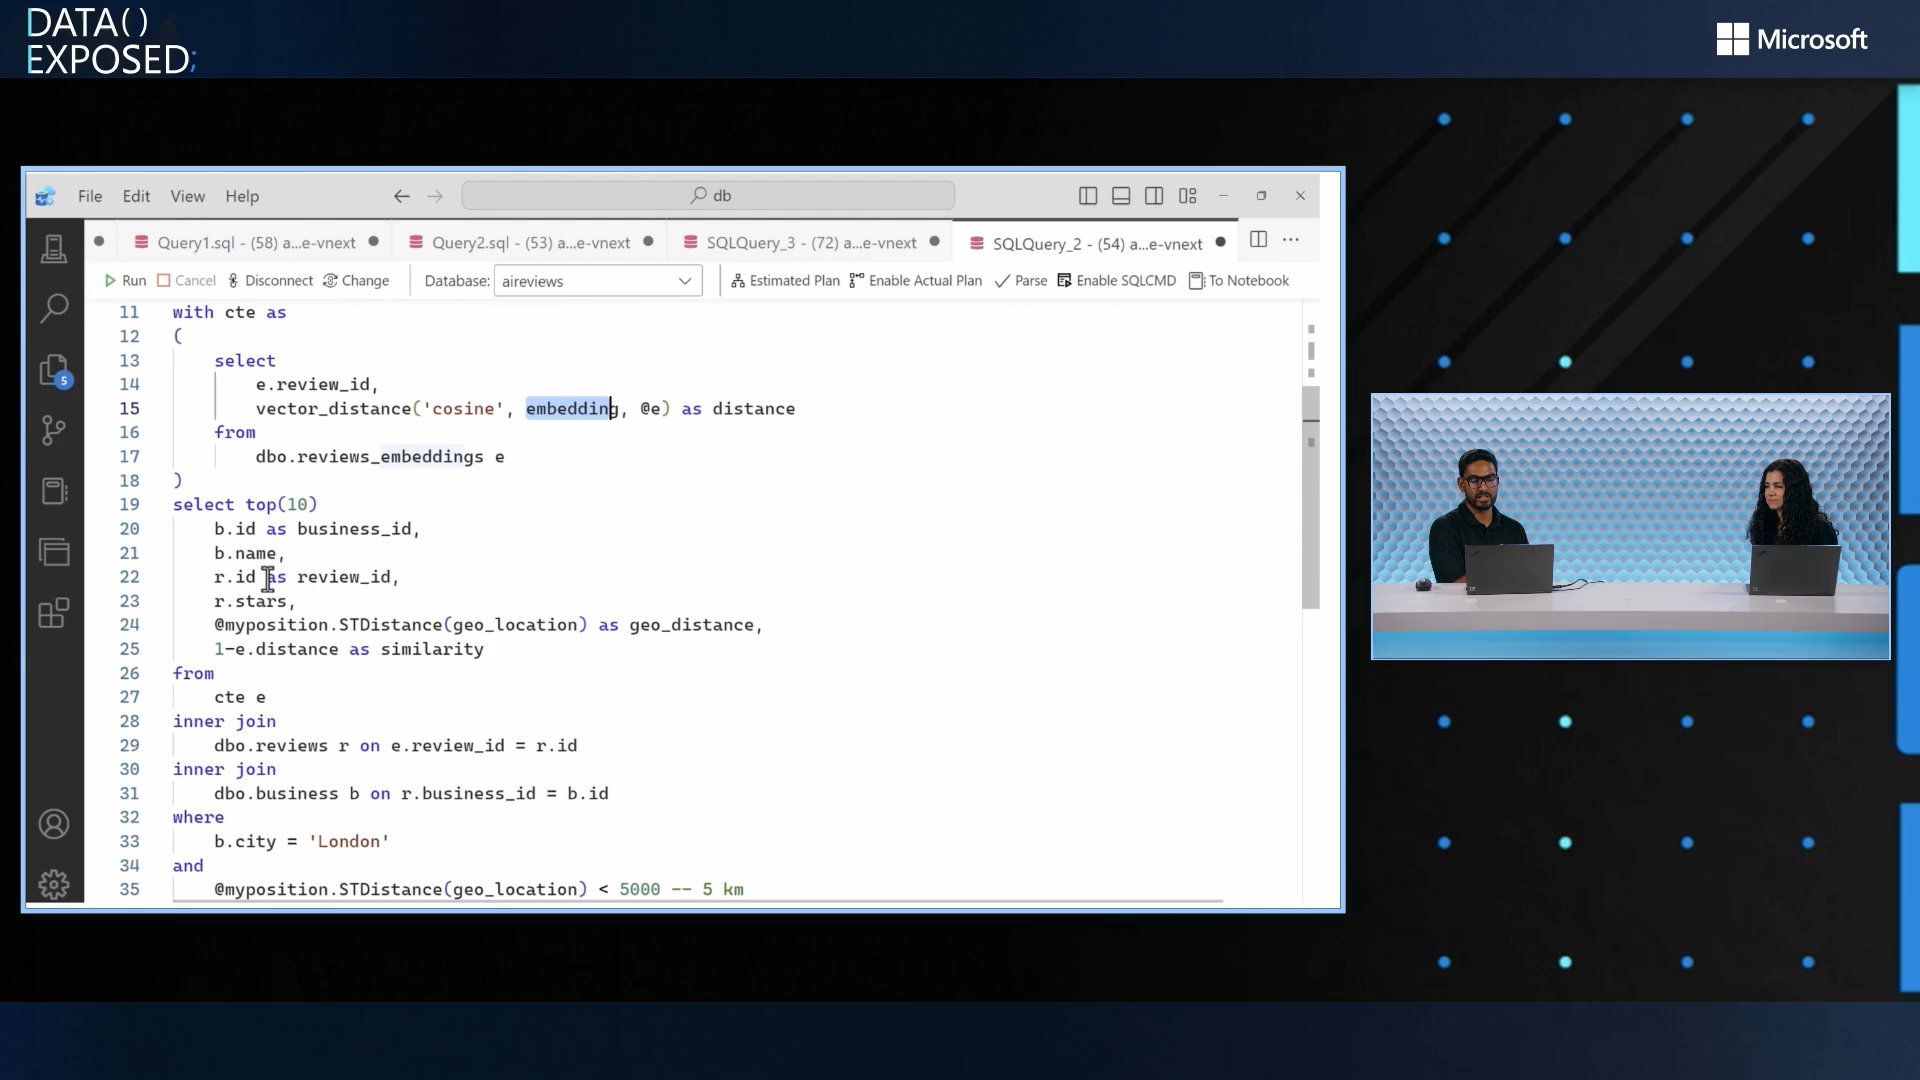 DATA()
EXPOSED;
Microsoft
File Edit View Help db
Query1.sql - (58) a...e-vnext Query2.sql - (53) a...e-vnext SQLQuery_3 - (72) a...e-vnext SQLQuery_2 - (54) a...e-vnext ...
Run Cancel Disconnect Change Database: aireviews Estimated Plan Enable Actual Plan Parse Enable SQLCMD To Notebook
5
11 with cte as
12 (
13 select
14 e.review_id,
15 vector_distance('cosine', embedding, @e) as distance
16 from
17 dbo.reviews_embeddings e
18 )
19 select top(10)
20 b.id as business_id,
21 b.name,
22 r.id as review_id,
23 r.stars,
24 @myposition.STDistance(geo_location) as geo_distance,
25 1-e.distance as similarity
26 from
27 cte e
28 inner join
29 dbo.reviews r on e.review_id = r.id
30 inner join
31 dbo.business b on r.business_id = b.id
32 where
33 b.city = 'London'
34 and
35 @myposition.STDistance(geo_location) < 5000 -- 5 km